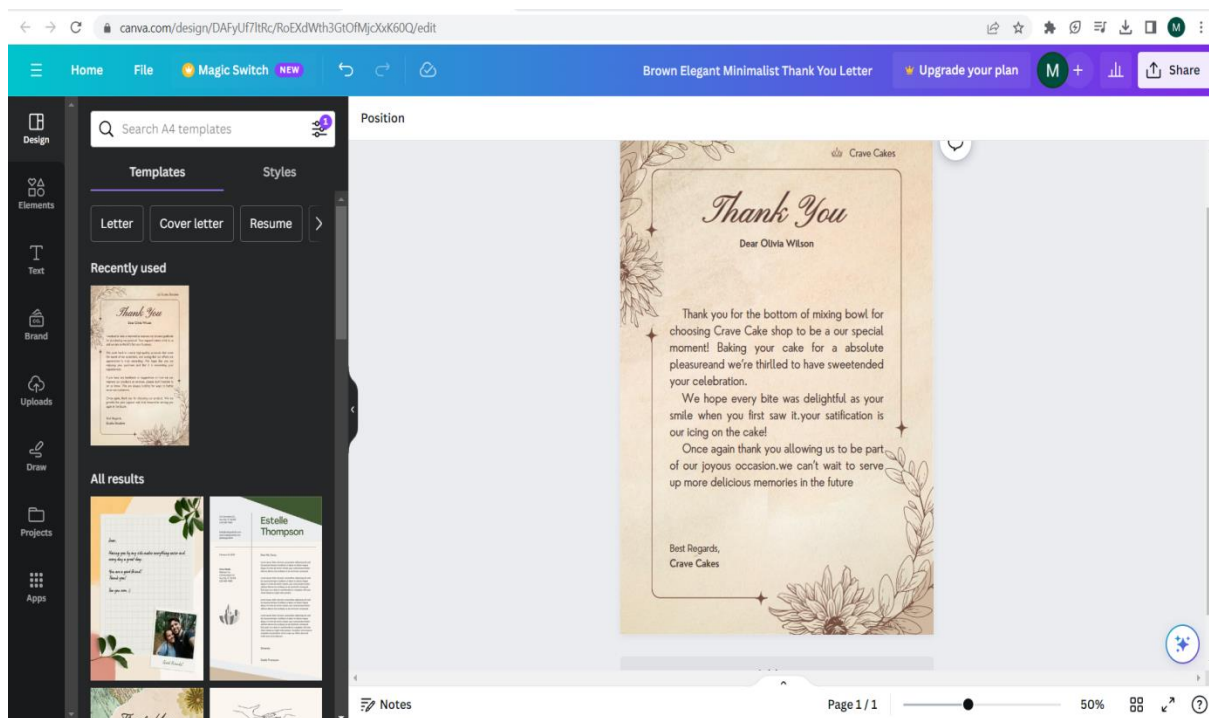 canva.com/design/DAFyUf7ltRc/RoEXdWth3GtOfMjcXxK60Q/edit
M
Home File Magic Switch NEW Brown Elegant Minimalist Thank You Letter Upgrade your plan M + Share
Design
Elements
Text
Brand
Uploads
Draw
Projects
Apps
Search A4 templates 1
Templates Styles
Letter Cover letter Resume
Recently used
Thank You
All results
Estelle
Thompson
Position
Crave Cakes
Thank You
Dear Olivia Wilson
Thank you for the bottom of mixing bowl for
choosing Crave Cake shop to be a our special
moment! Baking your cake for a absolute
pleasureand we're thirlled to have sweetended
your celebration.
We hope every bite was delightful as your
smile when you first saw it.your satification is
our icing on the cake!
Once again thank you allowing us to be part
of our joyous occasion.we can't wait to serve
up more delicious memories in the future
Best Regards,
Crave Cakes
Notes Page 1 / 1 50%